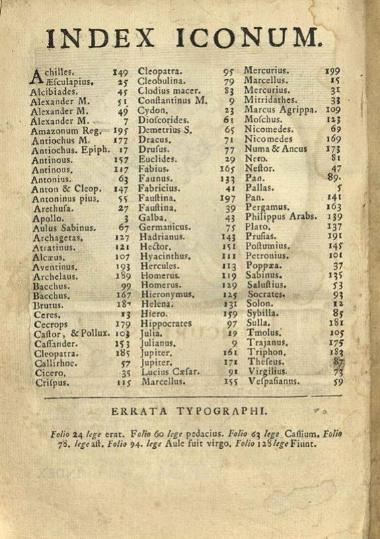 INDEX ICONUM.
Achilles. 149
Æsculapius. 25
Alcibiades. 45
Alexander M. 51
Alexander M. 49
Alexander M. 7
Amazonum Reg. 195
Antiochus M. 177
Antiochus. Epiph. 17
Antinous. 157
Antinous. 117
Antonius. 63
Anton & Cleop. 147
Antoninus pius. 55
Arethusa. 27
Apollo. 3
Aulus Sabinus. 67
Archagetas, 127
Atratinus. 121
Alcæus. 107
Aventinus. 193
Archelaus. 189
Bacchus. 99
Bacchus. 167
Brutus.
Ceres. 13
Cecrops 179
Castor, & Pollux. 103
Cassander. 153
Cleopatra. 185
Callirhoe. 57
Cicero. 35
Crispus. 115
Cleopatra. 95
Cleobulina. 79
Clodius macer. 83
Constantinus M. 9
Cydon. 23
Dioscorides. 61
Demetrius S. 65
Dracus. 71
Drusus. 77
Euclides. 29
Fabius. 165
Faunus. 133
Fabricius. 41
Faustina. 197
Faustina. 39
Galba. 43
Germanicus. 75
Hadrianus. 143
Hector. 151
Hyacinthus. 111
Hercules. 113
Homerus. 119
Homerus. 129
Hieronymus. 125
Helena. 131
Hiero. 159
Hippocrates 97
Julia. 19
Julianus. 9
Jupiter. 161
Jupiter. 171
Lucius Cæsar. 91
Marcellus. 155
Mercurius. 199
Marcellus. 15
Mercurius. 31
Mitridathes. 33
Marcus Agrippa. 109
Moschus. 123
Nicomedes. 69
Nicomedes 169
Numa & Ancus 173
Nero. 81
Nestor. 47
Pan. 89.
Pallas. 5
Pan. 141
Pergamus. 163
Philippus Arabs. 139
Plato. 137
Prusias. 191
Postumius. 145
Petronius. 101
Poppæa. 37
Sabinus. 135
Salustius. 53
Socrates. 93
Solon. 12
Sybilla. 85
Sulla. 181
Tmolus. 105
Trajanus. 175
Triphon. 183
Theseus. 87
Virgilius. 73
Vespasianus. 59
ERRATA TYPOGRAPHI.
Folio 24 lege erat. Folio 60 lege pedacius. Folio 63 lege Cassium. Folio
78. lege ast. Folio 94. lege Aule fuit virgo. Folio 128 lege Fiunt.